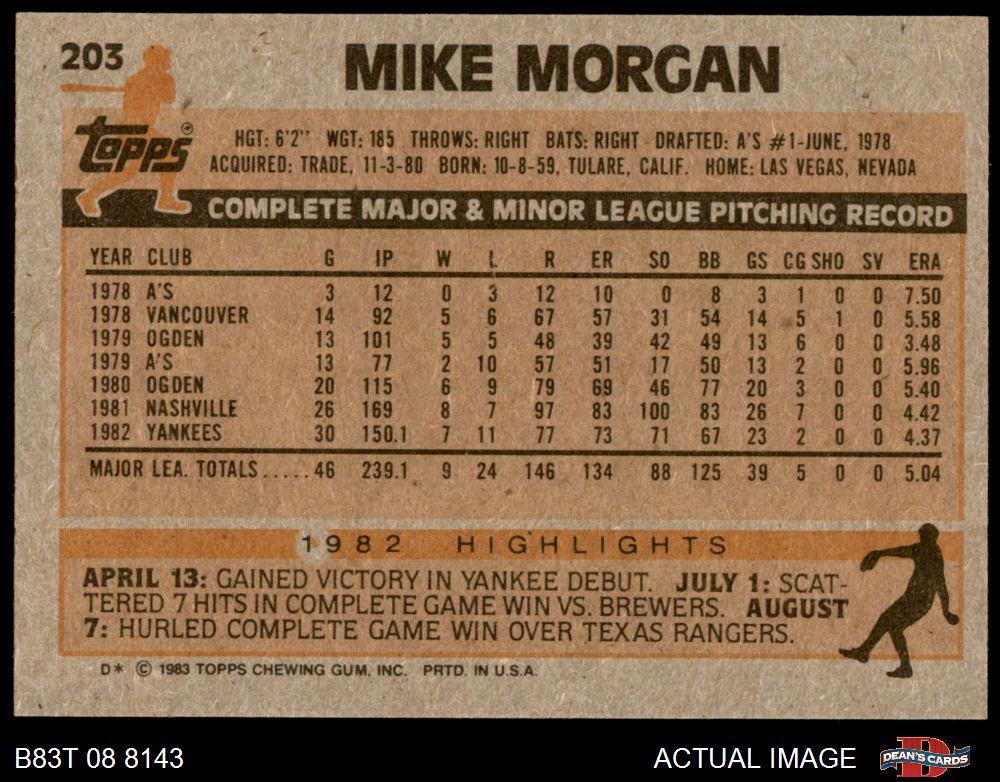 203 MIKE MORGAN
Topps ®
HGT: 6'2" WGT: 185 THROWS: RIGHT BATS: RIGHT DRAFTED: A'S #1-JUNE, 1978
ACQUIRED: TRADE, 11-3-80 BORN: 10-8-59, TULARE, CALIF. HOME: LAS VEGAS, NEVADA
COMPLETE MAJOR & MINOR LEAGUE PITCHING RECORD
YEAR CLUB G IP W L R ER SO BB GS CG SHO SV ERA
1978 A'S 3 12 0 3 12 10 0 8 3 1 0 0 7.50
1978 VANCOUVER 14 92 5 6 67 57 31 54 14 5 1 0 5.58
1979 OGDEN 13 101 5 5 48 39 42 49 13 6 0 0 3.48
1979 A'S 13 77 2 10 57 51 17 50 13 2 0 0 5.96
1980 OGDEN 20 115 6 9 79 69 46 77 20 3 0 0 5.40
1981 NASHVILLE 26 169 8 7 97 83 100 83 26 7 0 0 4.42
1982 YANKEES 30 150.1 7 11 77 73 71 67 23 2 0 0 4.37
MAJOR LEA. TOTALS.....46 239.1 9 24 146 134 88 125 39 5 0 0 5.04
1982 HIGHLIGHTS
APRIL 13: GAINED VICTORY IN YANKEE DEBUT. JULY 1: SCAT-
TERED 7 HITS IN COMPLETE GAME WIN VS. BREWERS. AUGUST
7: HURLED COMPLETE GAME WIN OVER TEXAS RANGERS.
D* © 1983 TOPPS CHEWING GUM, INC. PRTD. IN U.S.A.
B83T 08 8143 ACTUAL IMAGE DEAN'S CARDS